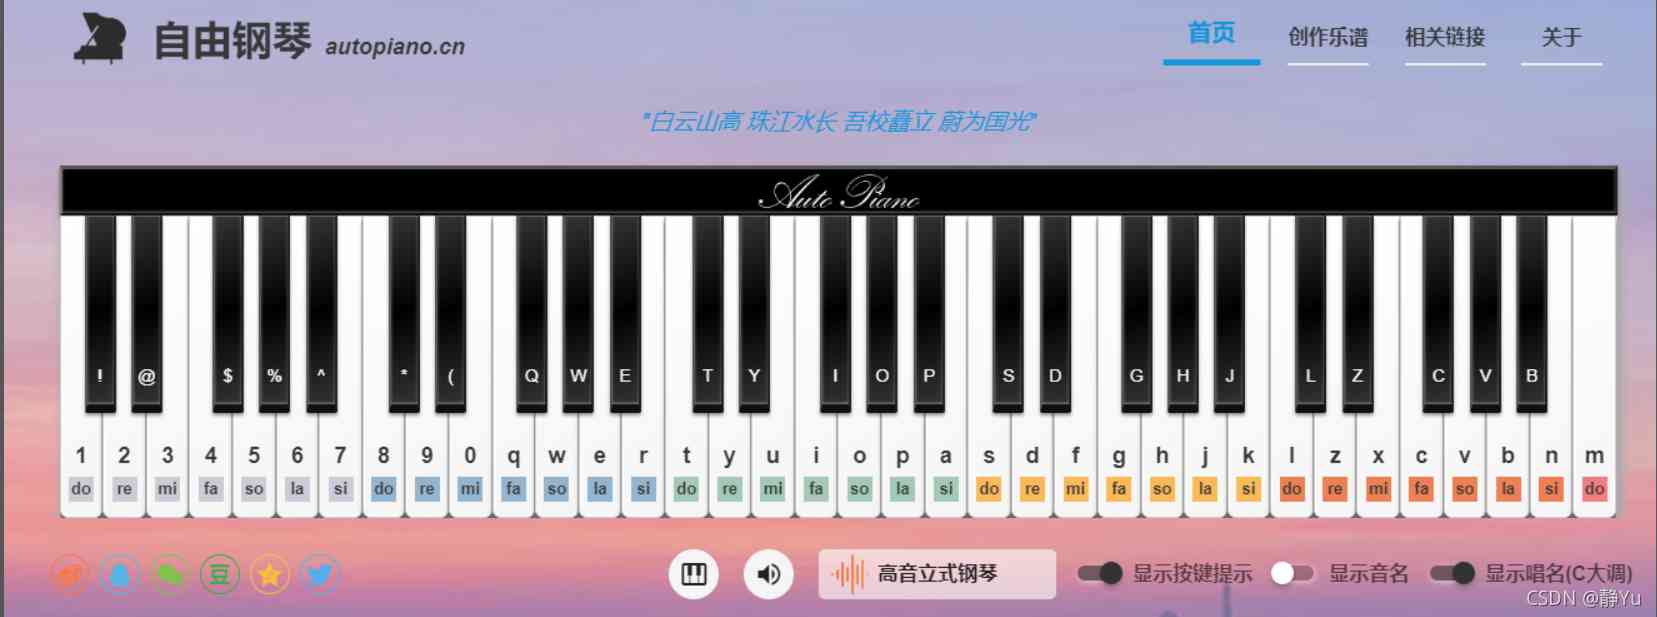 自由钢琴 autopiano.cn 首页 创作乐谱 相关链接 关于
"白云山高 珠江水长 吾校矗立 蔚为国光"
Auto Piano
! @ $ % ^ * ( Q W E T Y I O P S D G H J L Z C V B
1 2 3 4 5 6 7 8 9 0 q w e r t y u i o p a s d f g h j k l z x c v b n m
do re mi fa so la si do re mi fa so la si do re mi fa so la si do re mi fa so la si do re mi fa so la si do
豆 高音立式钢琴 显示按键提示 显示音名 显示唱名(C大调)
CSDN @静Yu